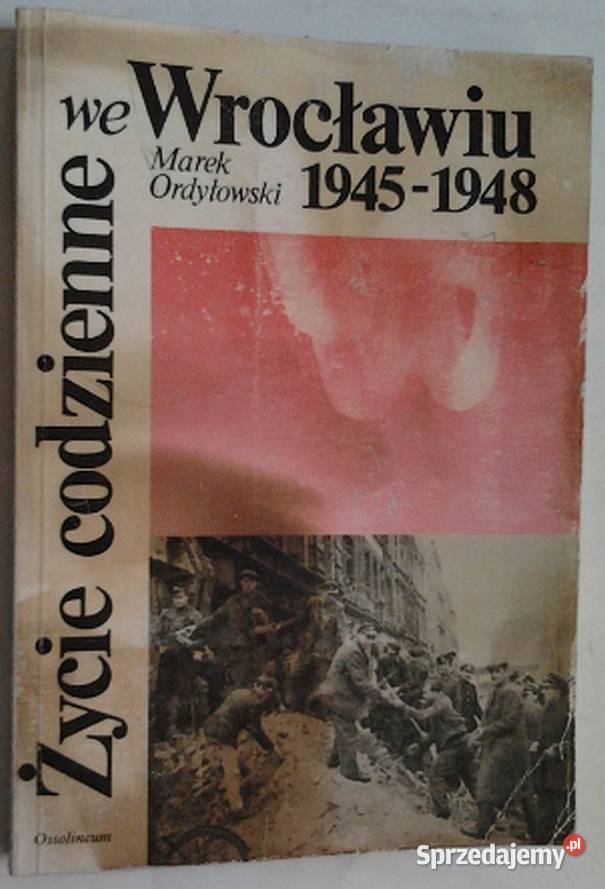 Życie codzienne
we Wrocławiu
Marek
Ordyłowski
1945-1948
Ossolineum
Sprzedajemy.pl